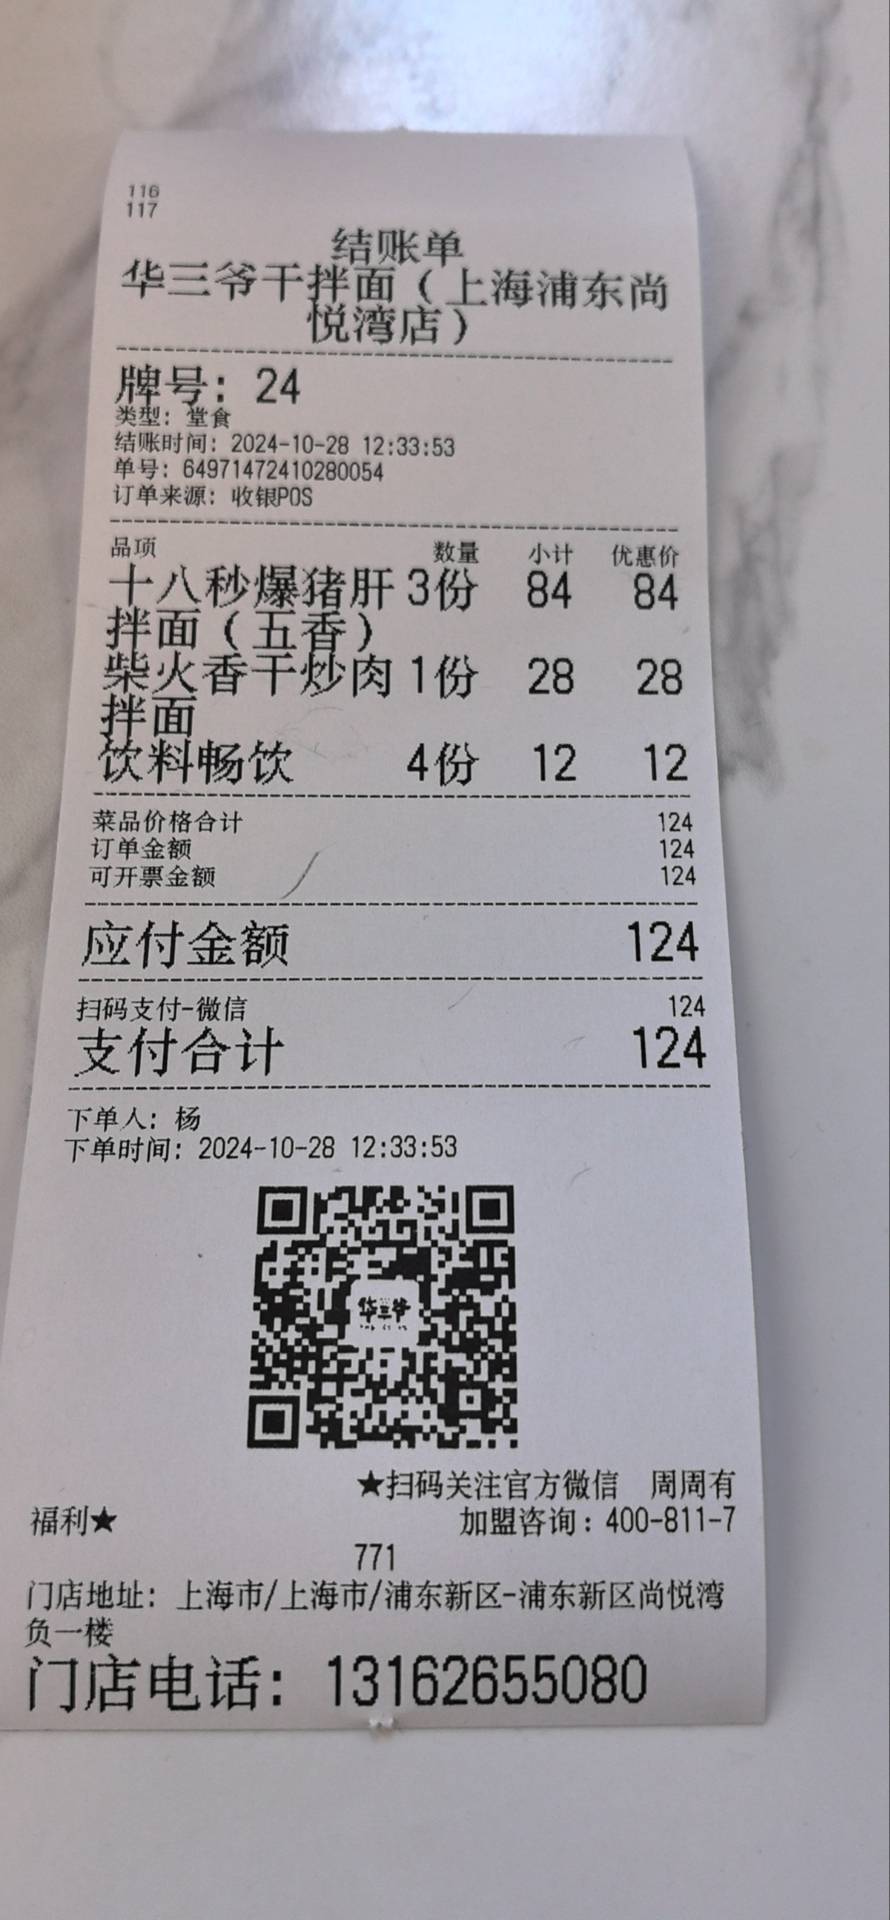 116
117
结账单
华三爷干拌面（上海浦东尚
悦湾店）
牌号: 24
类型: 堂食
结账时间: 2024-10-28 12:33:53
单号: 64971472410280054
订单来源: 收银POS
品项 数量 小计 优惠价
十八秒爆猪肝 3份 84 84
拌面（五香）
柴火香干炒肉 1份 28 28
拌面
饮料畅饮 4份 12 12
菜品价格合计 124
订单金额 124
可开票金额 124
应付金额 124
扫码支付-微信 124
支付合计 124
下单人: 杨
下单时间: 2024-10-28 12:33:53
华三爷
★扫码关注官方微信 周周有
福利★ 加盟咨询: 400-811-7
771
门店地址: 上海市/上海市/浦东新区-浦东新区尚悦湾
负一楼
门店电话: 13162655080